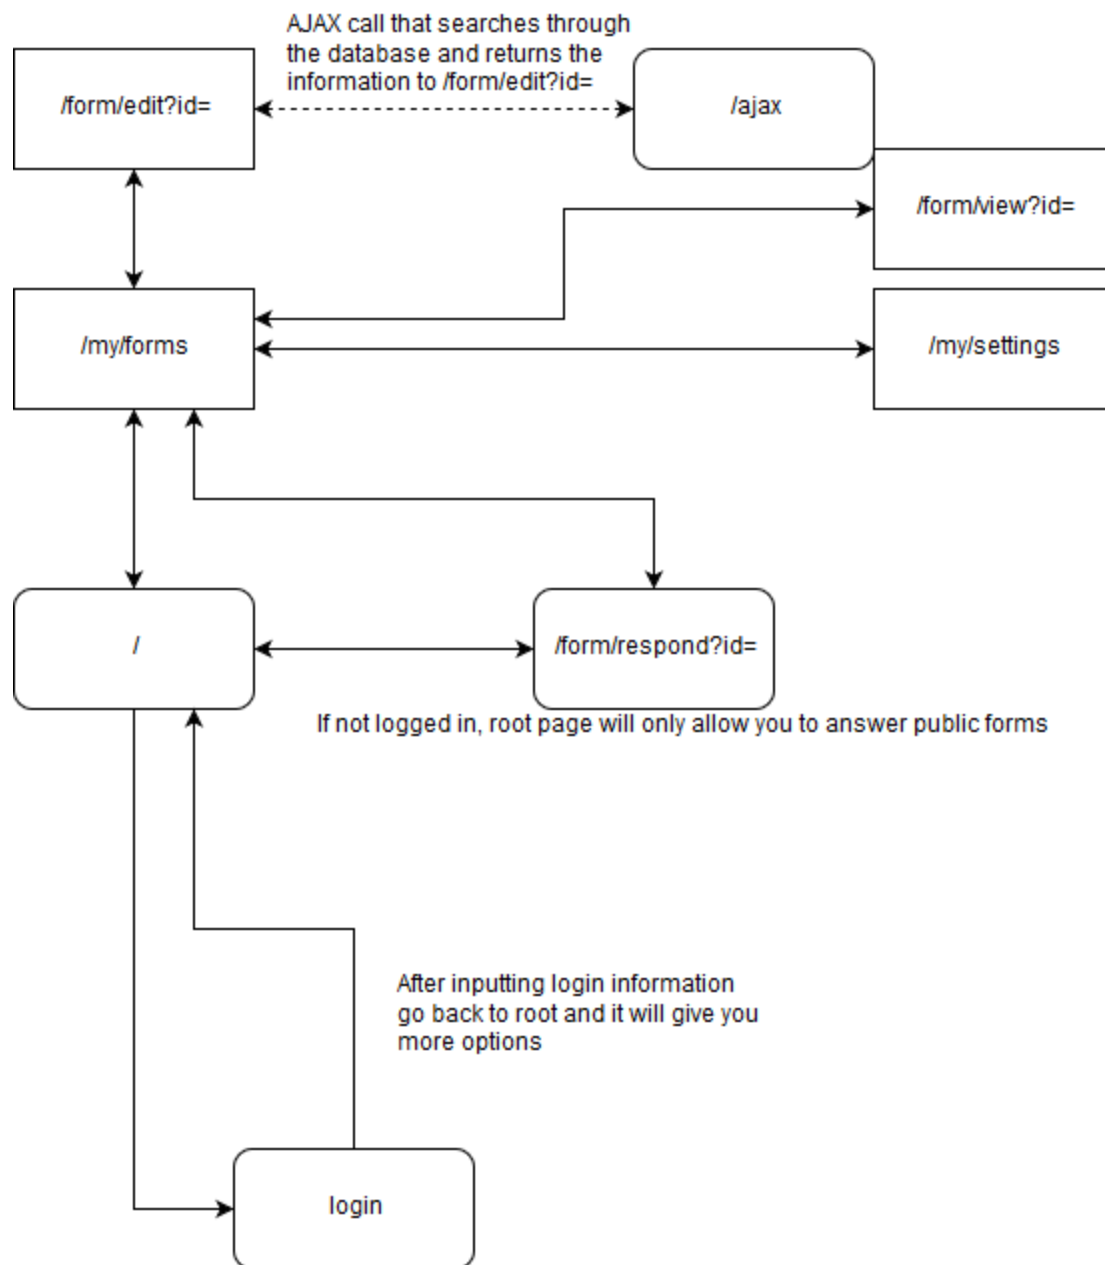 AJAX call that searches through
the database and returns the
information to /form/edit?id=
/form/edit?id=
/ajax
/form/view?id=
/my/forms
/my/settings
/
/form/respond?id=
If not logged in, root page will only allow you to answer public forms
After inputting login information
go back to root and it will give you
more options
login